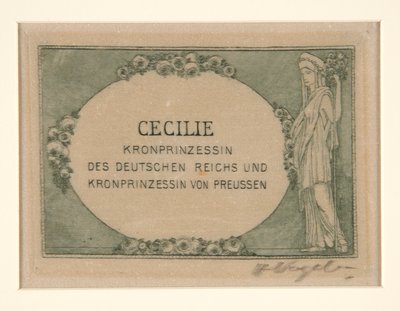 CECILIE
KRONPRINZESSIN
DES DEUTSCHEN REICHS UND
KRONPRINZESSIN VON PREUSSEN